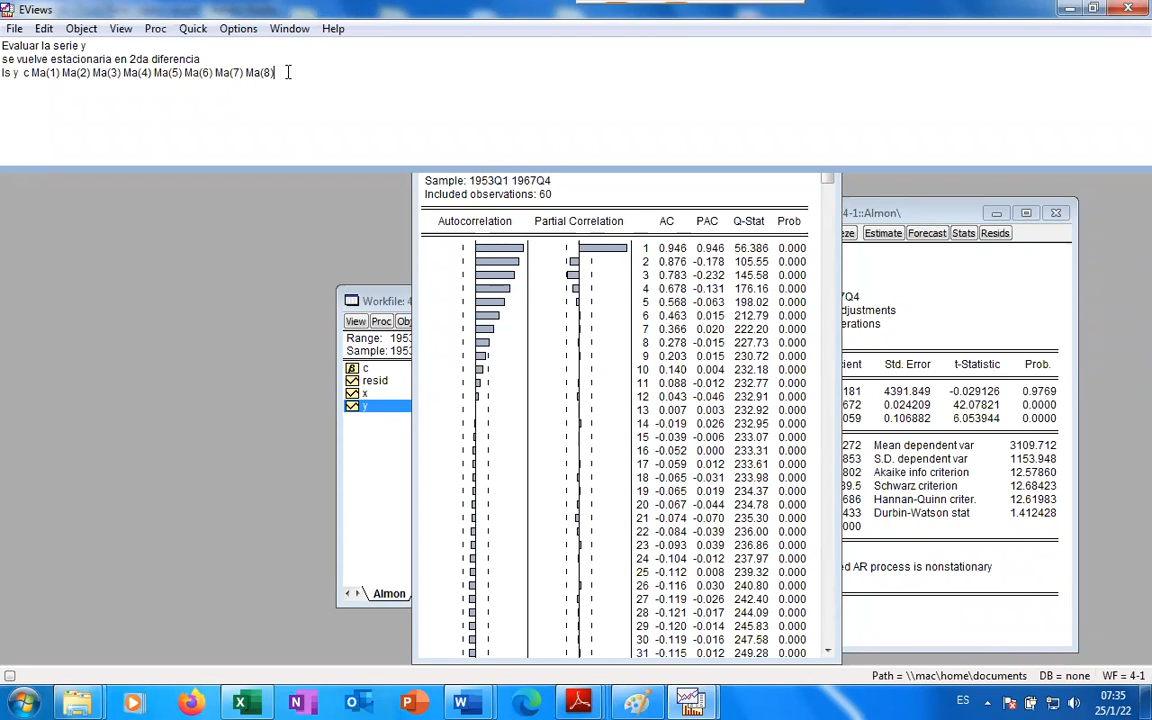 EViews
File Edit Object View Proc Quick Options Window Help
Evaluar la serie y
se vuelve estacionaria en 2da diferencia
ls y c Ma(1) Ma(2) Ma(3) Ma(4) Ma(5) Ma(6) Ma(7) Ma(8)
Sample: 1953Q1 1967Q4
Included observations: 60
Autocorrelation Partial Correlation AC PAC Q-Stat Prob
1 0.946 0.946 56.386 0.000
2 0.876 -0.178 105.55 0.000
3 0.783 -0.232 145.58 0.000
4 0.678 -0.131 176.16 0.000
5 0.568 -0.063 198.02 0.000
6 0.463 0.015 212.79 0.000
7 0.366 0.020 222.20 0.000
8 0.278 -0.015 227.73 0.000
9 0.203 0.015 230.72 0.000
10 0.140 0.004 232.18 0.000
11 0.088 -0.012 232.77 0.000
12 0.043 -0.046 232.91 0.000
13 0.007 0.003 232.92 0.000
14 -0.019 0.026 232.95 0.000
15 -0.039 -0.006 233.07 0.000
16 -0.052 0.000 233.31 0.000
17 -0.059 0.012 233.61 0.000
18 -0.065 -0.031 233.98 0.000
19 -0.065 0.019 234.37 0.000
20 -0.067 -0.044 234.78 0.000
21 -0.074 -0.070 235.30 0.000
22 -0.084 -0.039 236.00 0.000
23 -0.093 0.039 236.86 0.000
24 -0.104 -0.012 237.97 0.000
25 -0.112 0.008 239.32 0.000
26 -0.116 0.030 240.80 0.000
27 -0.119 -0.026 242.40 0.000
28 -0.121 -0.017 244.09 0.000
29 -0.120 -0.014 245.83 0.000
30 -0.119 -0.016 247.58 0.000
31 -0.115 0.012 249.28 0.000
Workfile: 4
View Proc Ob
Range: 1953
Sample: 1953
c
resid
x
y
Almon
4-1::Almon\
eze Estimate Forecast Stats Resids
Q4
djustments
erations
ient Std. Error t-Statistic Prob.
181 4391.849 -0.029126 0.9769
672 0.024209 42.07821 0.0000
059 0.106882 6.053944 0.0000
272 Mean dependent var 3109.712
853 S.D. dependent var 1153.948
802 Akaike info criterion 12.57860
39.5 Schwarz criterion 12.68423
686 Hannan-Quinn criter. 12.61983
433 Durbin-Watson stat 1.412428
000
ed AR process is nonstationary
Path = \\mac\home\documents DB = none WF = 4-1
ES
07:35
25/1/22